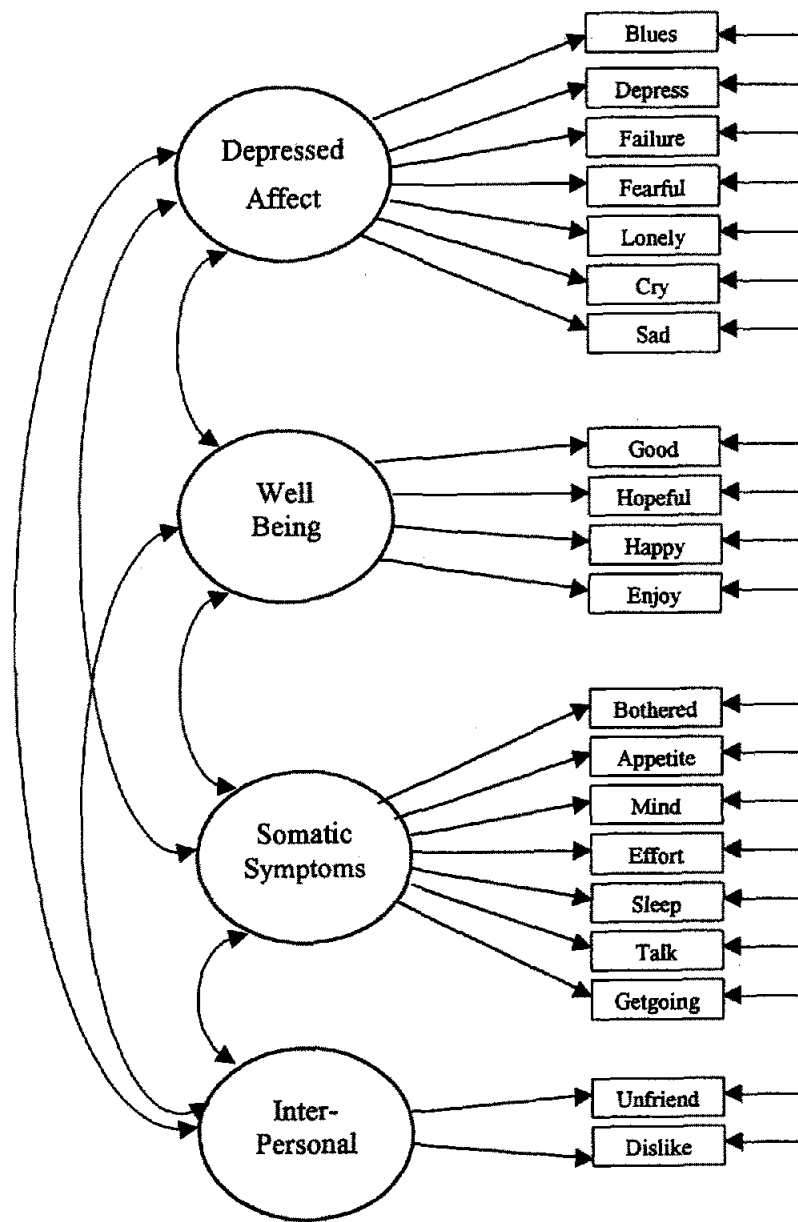 Depressed
Affect
Blues
Depress
Failure
Fearful
Lonely
Cry
Sad
Well
Being
Good
Hopeful
Happy
Enjoy
Somatic
Symptoms
Bothered
Appetite
Mind
Effort
Sleep
Talk
Getgoing
Inter-
Personal
Unfriend
Dislike